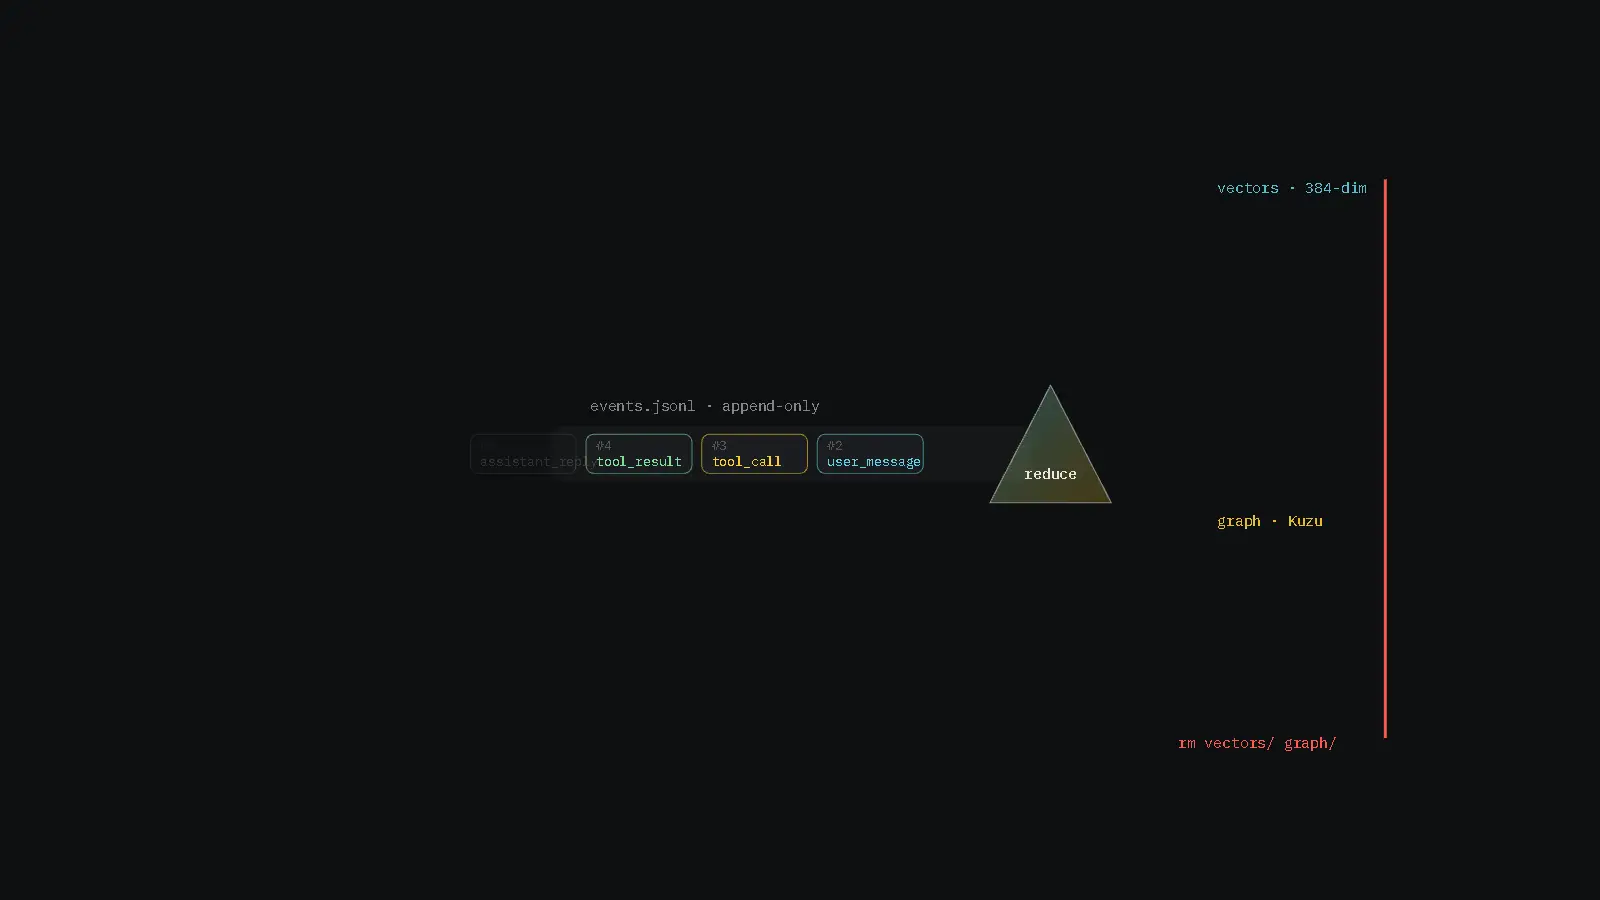 vectors · 384-dim
events.jsonl · append-only
assistant_reply
#4
tool_result
#3
tool_call
#2
user_message
reduce
graph · Kuzu
rm vectors/ graph/